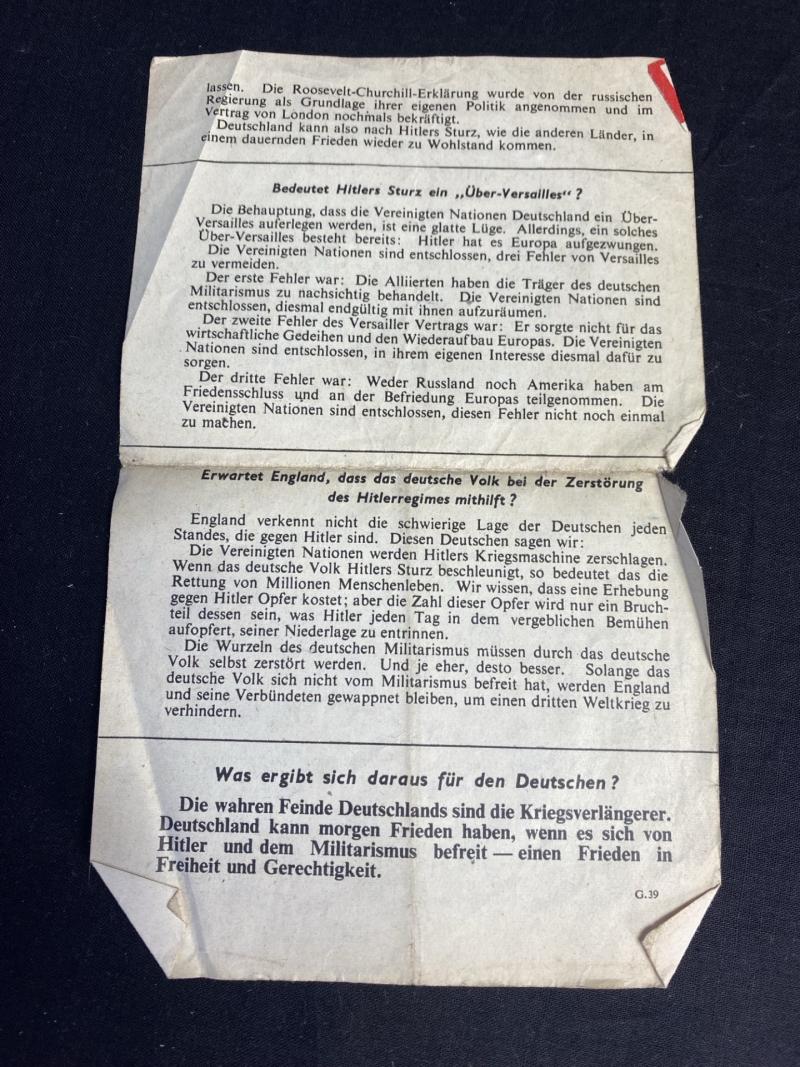 lassen. Die Roosevelt-Churchill-Erklärung wurde von der russischen
Regierung als Grundlage ihrer eigenen Politik angenommen und im
Vertrag von London nochmals bekräftigt.
Deutschland kann also nach Hitlers Sturz, wie die anderen Länder, in
einem dauernden Frieden wieder zu Wohlstand kommen.
Bedeutet Hitlers Sturz ein „Über-Versailles“ ?
Die Behauptung, dass die Vereinigten Nationen Deutschland ein Über-
Versailles auferlegen werden, ist eine glatte Lüge. Allerdings, ein solches
Über-Versailles besteht bereits: Hitler hat es Europa aufgezwungen.
Die Vereinigten Nationen sind entschlossen, drei Fehler von Versailles
zu vermeiden.
Der erste Fehler war: Die Alliierten haben die Träger des deutschen
Militarismus zu nachsichtig behandelt. Die Vereinigten Nationen sind
entschlossen, diesmal endgültig mit ihnen aufzuräumen.
Der zweite Fehler des Versailler Vertrags war: Er sorgte nicht für das
wirtschaftliche Gedeihen und den Wiederaufbau Europas. Die Vereinigten
Nationen sind entschlossen, in ihrem eigenen Interesse diesmal dafür zu
sorgen.
Der dritte Fehler war: Weder Russland noch Amerika haben am
Friedensschluss und an der Befriedung Europas teilgenommen. Die
Vereinigten Nationen sind entschlossen, diesen Fehler nicht noch einmal
zu machen.
Erwartet England, dass das deutsche Volk bei der Zerstörung
des Hitlerregimes mithilft ?
England verkennt nicht die schwierige Lage der Deutschen jeden
Standes, die gegen Hitler sind. Diesen Deutschen sagen wir:
Die Vereinigten Nationen werden Hitlers Kriegsmaschine zerschlagen.
Wenn das deutsche Volk Hitlers Sturz beschleunigt, so bedeutet das die
Rettung von Millionen Menschenleben. Wir wissen, dass eine Erhebung
gegen Hitler Opfer kostet; aber die Zahl dieser Opfer wird nur ein Bruch-
teil dessen sein, was Hitler jeden Tag in dem vergeblichen Bemühen
aufopfert, seiner Niederlage zu entrinnen.
Die Wurzeln des deutschen Militarismus müssen durch das deutsche
Volk selbst zerstört werden. Und je eher, desto besser. Solange das
deutsche Volk sich nicht vom Militarismus befreit hat, werden England
und seine Verbündeten gewappnet bleiben, um einen dritten Weltkrieg zu
verhindern.
Was ergibt sich daraus für den Deutschen ?
Die wahren Feinde Deutschlands sind die Kriegsverlängerer.
Deutschland kann morgen Frieden haben, wenn es sich von
Hitler und dem Militarismus befreit — einen Frieden in
Freiheit und Gerechtigkeit.
G.39